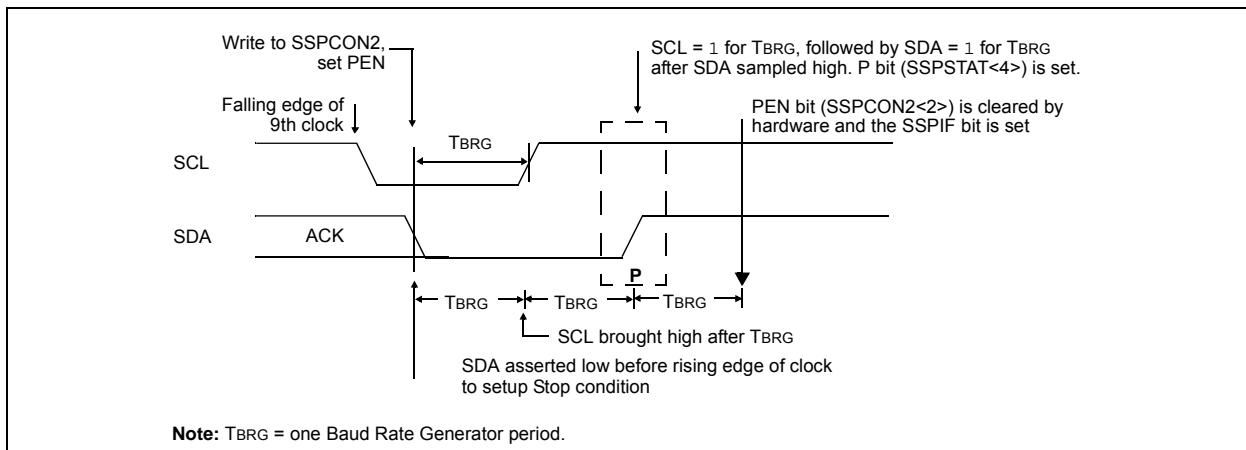 Write to SSPCON2,
set PEN
SCL = 1 for TBRG, followed by SDA = 1 for TBRG
after SDA sampled high. P bit (SSPSTAT<4>) is set.
Falling edge of
9th clock
PEN bit (SSPCON2<2>) is cleared by
hardware and the SSPIF bit is set
TBRG
SCL
SDA
ACK
P
TBRG
TBRG
TBRG
SCL brought high after TBRG
SDA asserted low before rising edge of clock
to setup Stop condition
Note: TBRG = one Baud Rate Generator period.